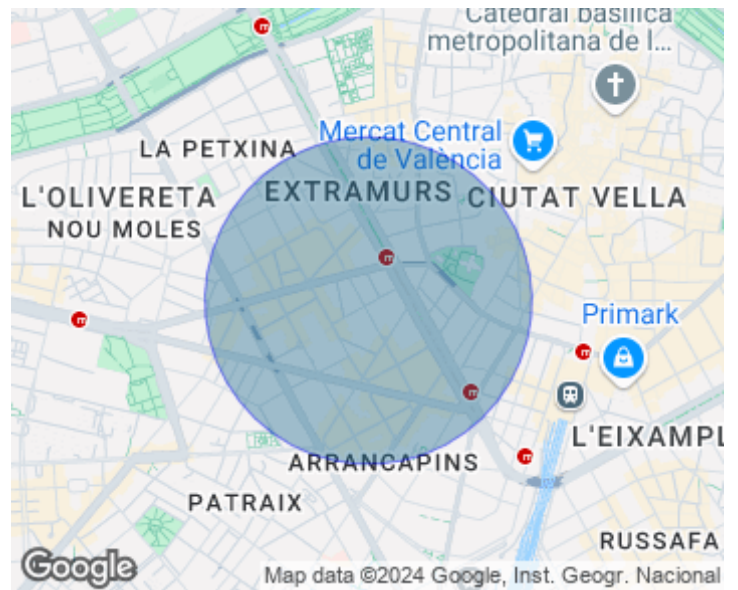 Catedral basílica
metropolitana de l...
LA PETXINA
Mercat Central
de València
L'OLIVERETA
EXTRAMURS
CIUTAT VELLA
NOU MOLES
Primark
L'EIXAMPL
ARRANCAPINS
PATRAIX
RUSSAFA
Google
Map data ©2024 Google, Inst. Geogr. Nacional